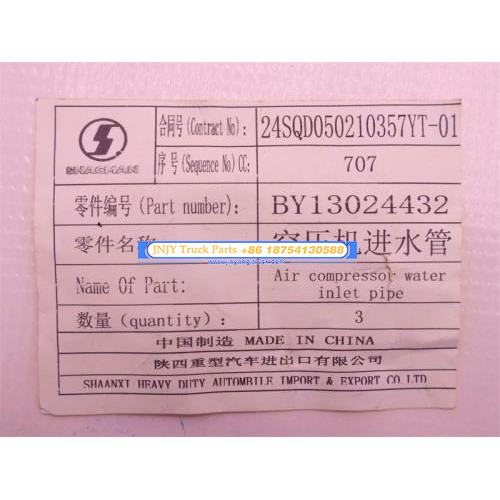 SHACMAN
合同号(Contract No): 24SQD050210357YT-01
序号(Sequence No)CC: 707
零件编号(Part number): BY13024432
零件名称 空压机进水管
JNJY Truck Parts +86 18754130588
Name Of Part: Air compressor water
inlet pipe
数量(quantity): 3
中国制造 MADE IN CHINA
陕西重型汽车进出口有限公司
SHAANXI HEAVY DUTY AUTOMBILE IMPORT & EXPORT CO.LTD